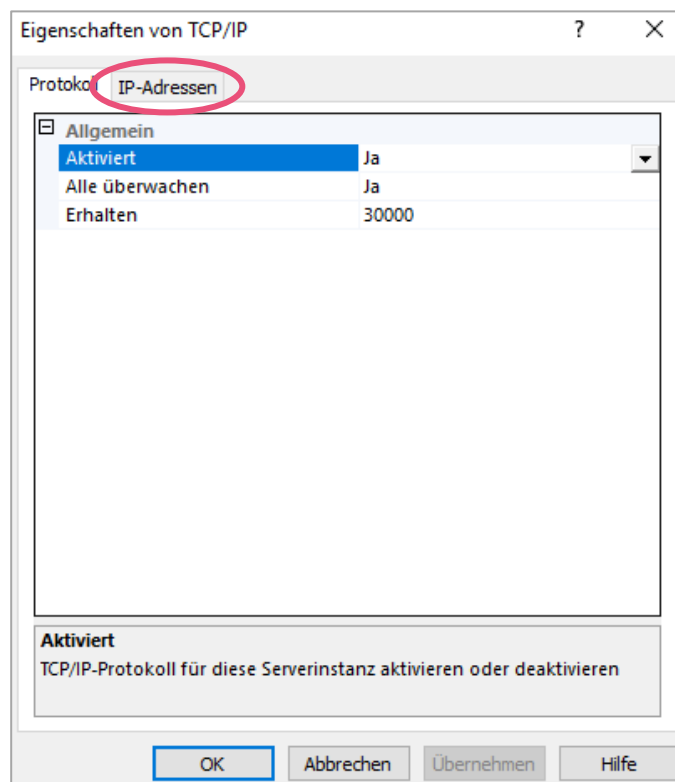 Eigenschaften von TCP/IP ?
Protokoll IP-Adressen
Allgemein
Aktiviert Ja
Alle überwachen Ja
Erhalten 30000
Aktiviert
TCP/IP-Protokoll für diese Serverinstanz aktivieren oder deaktivieren
OK Abbrechen Übernehmen Hilfe